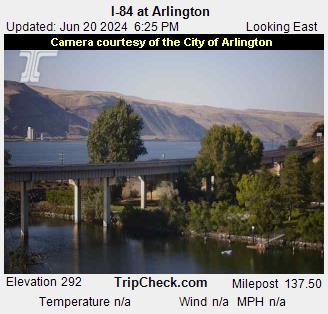 I-84 at Arlington
Updated: Jun 20 2024 6:25 PM Looking East
Camera courtesy of the City of Arlington
Elevation 292 TripCheck.com Milepost 137.50
Temperature n/a Wind n/a MPH n/a